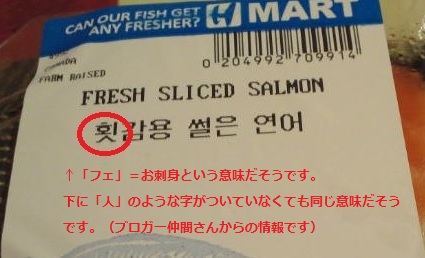 CAN OUR FISH GET
ANY FRESHER?
H MART
CANADA
FARM RAISED
0 204992 709914
FRESH SLICED SALMON
횟감용 썰은 연어
↑「フェ」=お刺身という意味だそうです。
下に「人」のような字がついていなくても同じ意味だそう
です。(ブロガー仲間さんからの情報です)